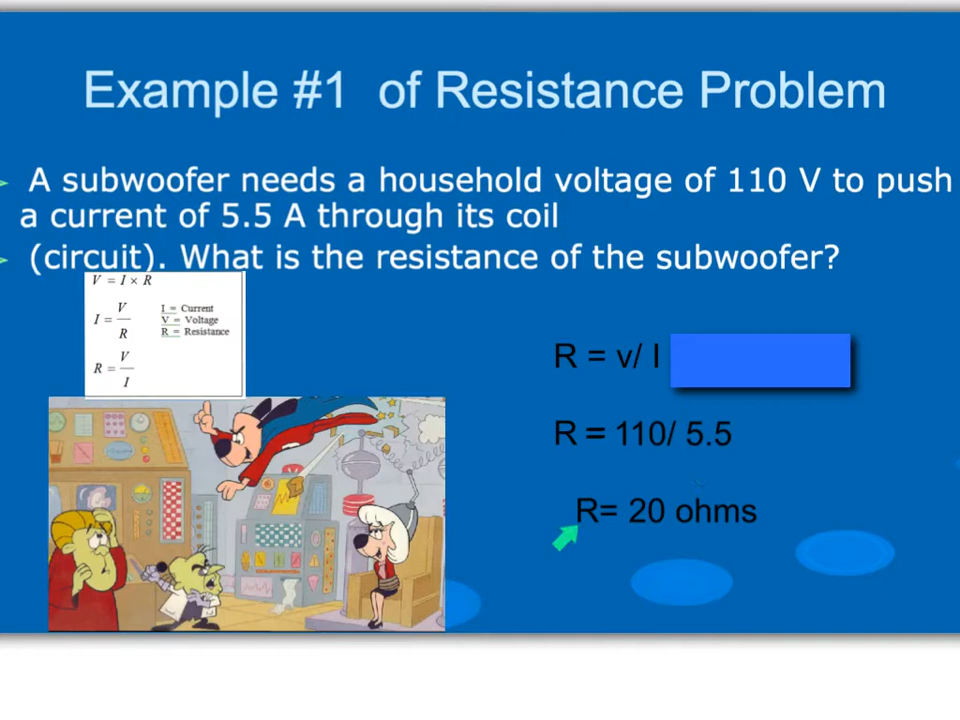 Example #1 of Resistance Problem
A subwoofer needs a household voltage of 110 V to push
a current of 5.5 A through its coil
(circuit). What is the resistance of the subwoofer?
V = I × R
I = V/R
R = V/I
I = Current
V = Voltage
R = Resistance
R = v/ I
R = 110/ 5.5
R= 20 ohms